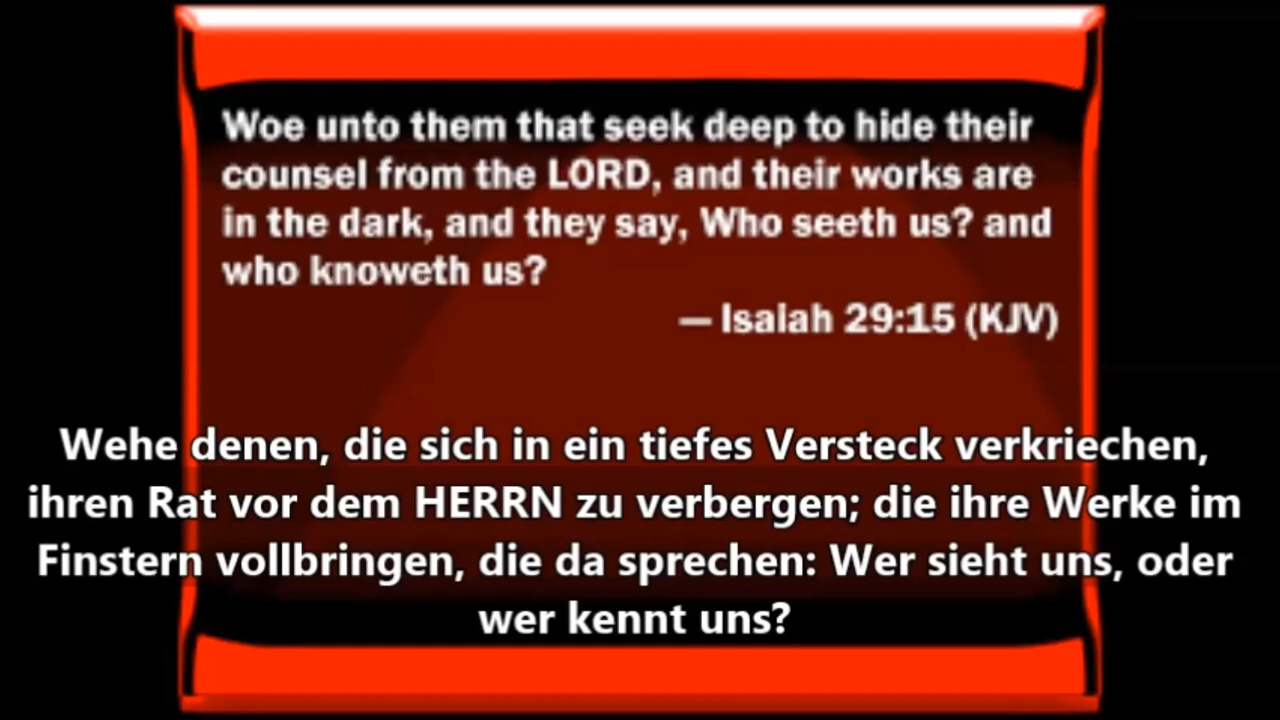 Woe unto them that seek deep to hide their
counsel from the LORD, and their works are
in the dark, and they say, Who seeth us? and
who knoweth us?
— Isaiah 29:15 (KJV)
Wehe denen, die sich in ein tiefes Versteck verkriechen,
ihren Rat vor dem HERRN zu verbergen; die ihre Werke im
Finstern vollbringen, die da sprechen: Wer sieht uns, oder
wer kennt uns?